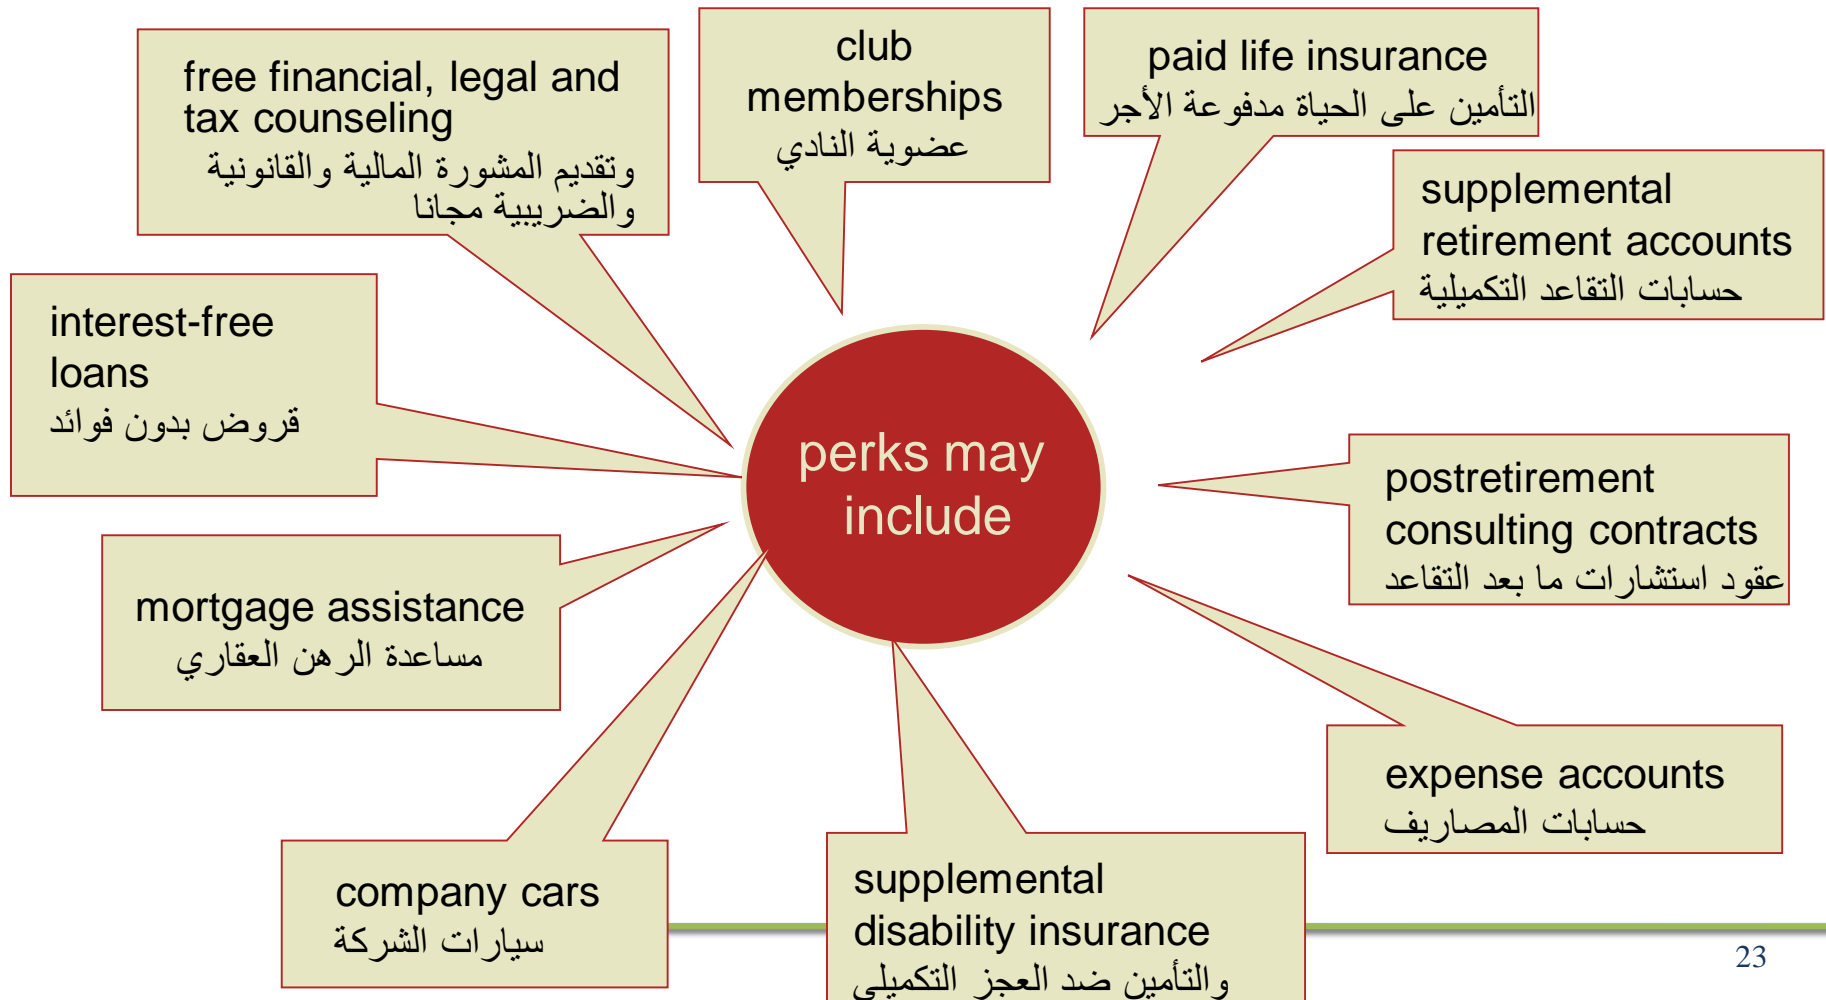 free financial, legal and
tax counseling
وتقديم المشورة المالية والقانونية
والضريبية مجانا
club
memberships
عضوية النادي
paid life insurance
التأمين على الحياة مدفوعة الأجر
supplemental
retirement accounts
حسابات التقاعد التكميلية
interest-free
loans
قروض بدون فوائد
perks may
include
postretirement
consulting contracts
عقود استشارات ما بعد التقاعد
mortgage assistance
مساعدة الرهن العقاري
expense accounts
حسابات المصاريف
company cars
سيارات الشركة
supplemental
disability insurance
والتأمين ضد العجز التكميلي
23